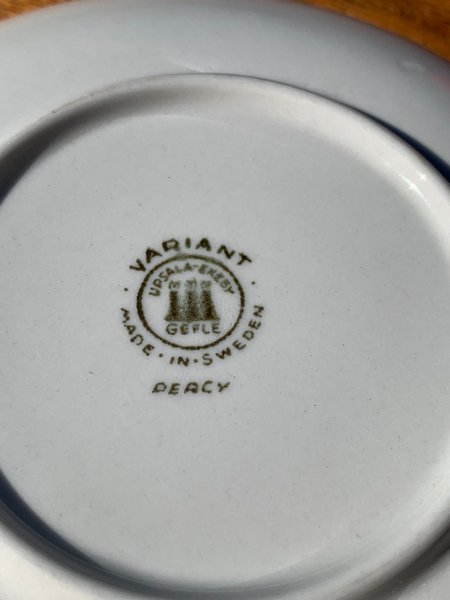 · VARIANT ·
UPSALA-EKEBY
GEFLE
MADE · IN · SWEDEN
PERCY